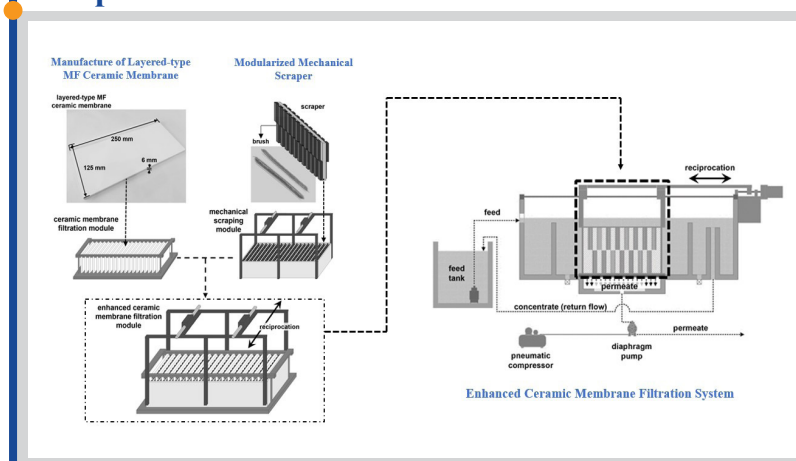 Manufacture of Layered-type
MF Ceramic Membrane
layered-type MF
ceramic membrane
250 mm
125 mm
6 mm
ceramic membrane
filtration module
Modularized Mechanical
Scraper
scraper
brush
mechanical
scraping
module
enhanced ceramic
membrane filtration
module
reciprocation
reciprocation
feed
feed
tank
permeate
concentrate (return flow)
permeate
pneumatic
compressor
diaphragm
pump
Enhanced Ceramic Membrane Filtration System